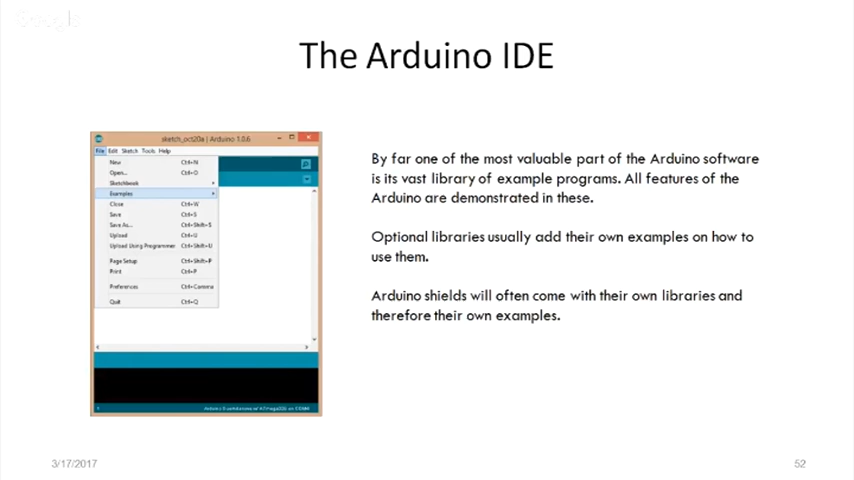 The Arduino IDE
sketch_oct20a | Arduino 1.0.6
File Edit Sketch Tools Help
New Ctrl+N
Open... Ctrl+O
Sketchbook
Examples
Close Ctrl+W
Save Ctrl+S
Save As... Ctrl+Shift+S
Upload Ctrl+U
Upload Using Programmer Ctrl+Shift+U
Page Setup Ctrl+Shift+P
Print Ctrl+P
Preferences Ctrl+Comma
Quit Ctrl+Q
By far one of the most valuable part of the Arduino software
is its vast library of example programs. All features of the
Arduino are demonstrated in these.
Optional libraries usually add their own examples on how to
use them.
Arduino shields will often come with their own libraries and
therefore their own examples.
3/17/2017
52